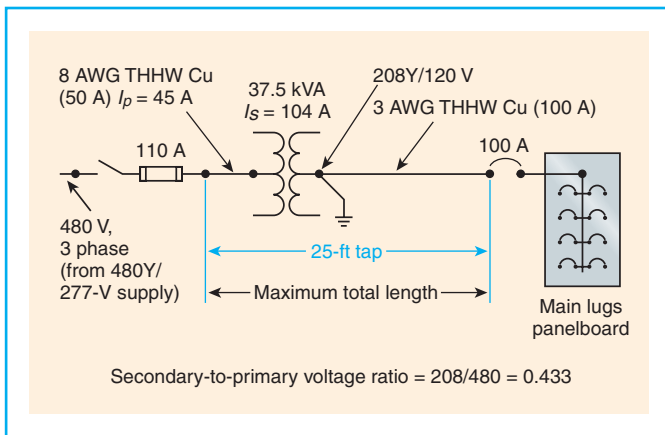 8 AWG THHW Cu
(50 A) Ip = 45 A
37.5 kVA
Is = 104 A
208Y/120 V
3 AWG THHW Cu (100 A)
110 A
100 A
480 V,
3 phase
(from 480Y/
277-V supply)
25-ft tap
Maximum total length
Main lugs
panelboard
Secondary-to-primary voltage ratio = 208/480 = 0.433